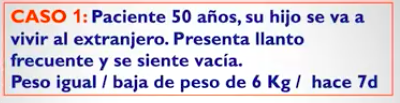 CASO 1: Paciente 50 años, su hijo se va a
vivir al extranjero. Presenta llanto
frecuente y se siente vacía.
Peso igual / baja de peso de 6 Kg / hace 7d